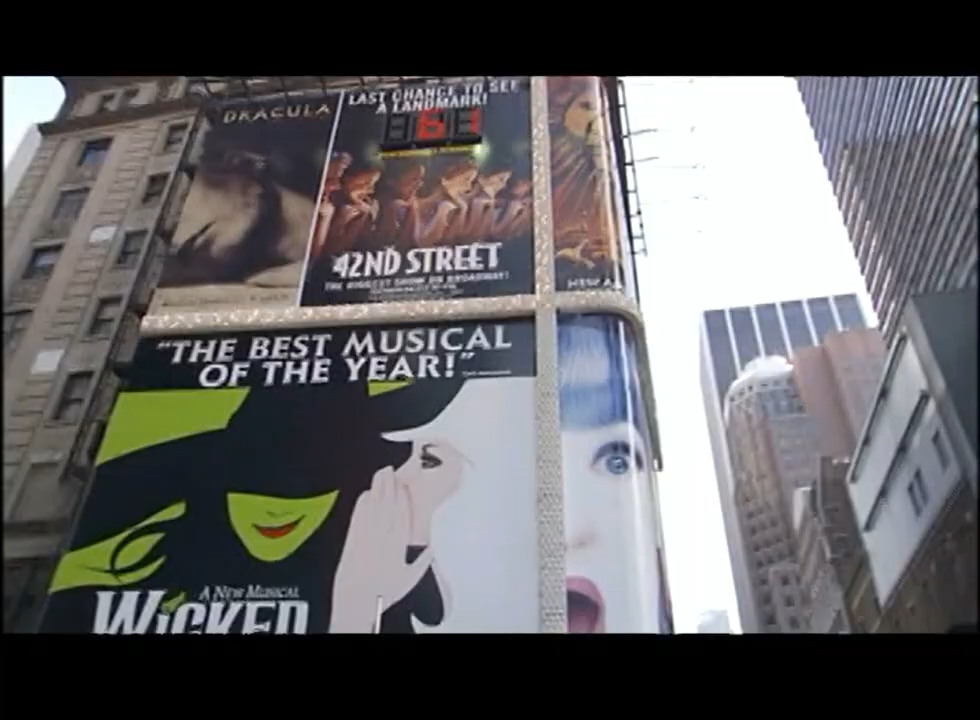 DRACULA
LAST CHANCE TO SEE
A LANDMARK!
42ND STREET
THE BIGGEST SHOW ON BROADWAY!
"THE BEST MUSICAL
OF THE YEAR!"
A NEW MUSICAL
WICKED